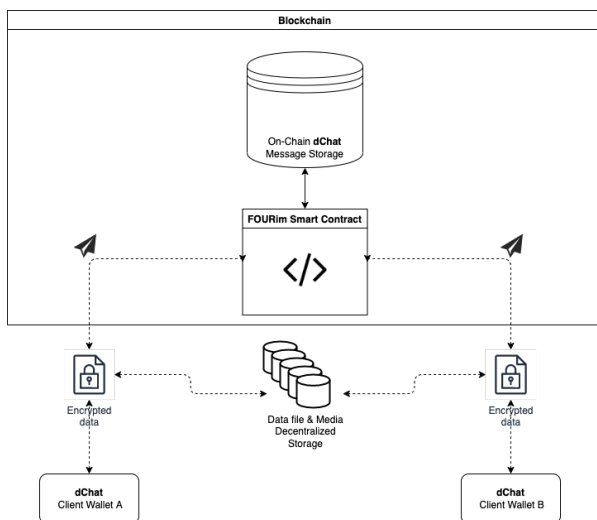 Blockchain
On-Chain dChat
Message Storage
FOURim Smart Contract
</>
Encrypted
data
Data file & Media
Decentralized
Storage
Encrypted
data
dChat
Client Wallet A
dChat
Client Wallet B